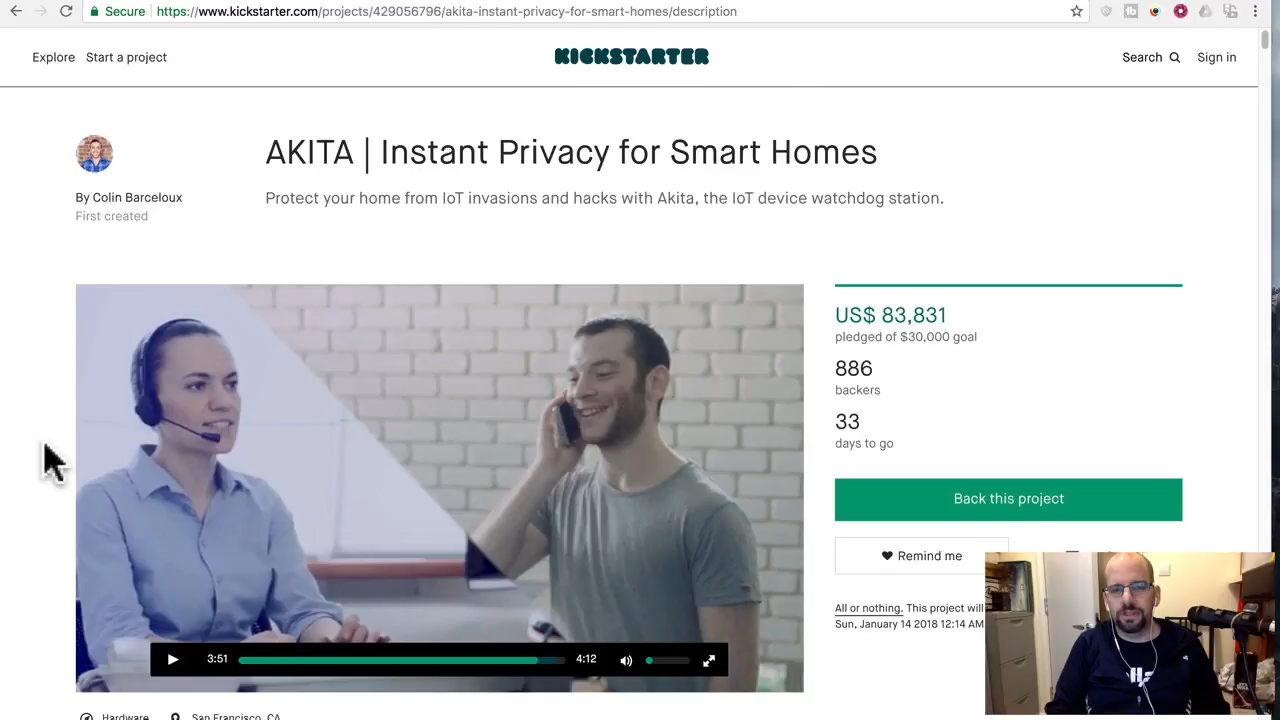 Secure https://www.kickstarter.com/projects/429056796/akita-instant-privacy-for-smart-homes/description
Explore Start a project
KICKSTARTER
Search Sign in
AKITA | Instant Privacy for Smart Homes
By Colin Barceloux
First created
Protect your home from IoT invasions and hacks with Akita, the IoT device watchdog station.
US$ 83,831
pledged of $30,000 goal
886
backers
33
days to go
Back this project
Remind me
All or nothing. This project will
Sun, January 14 2018 12:14 AM
3:51 4:12
Hardware San Francisco, CA